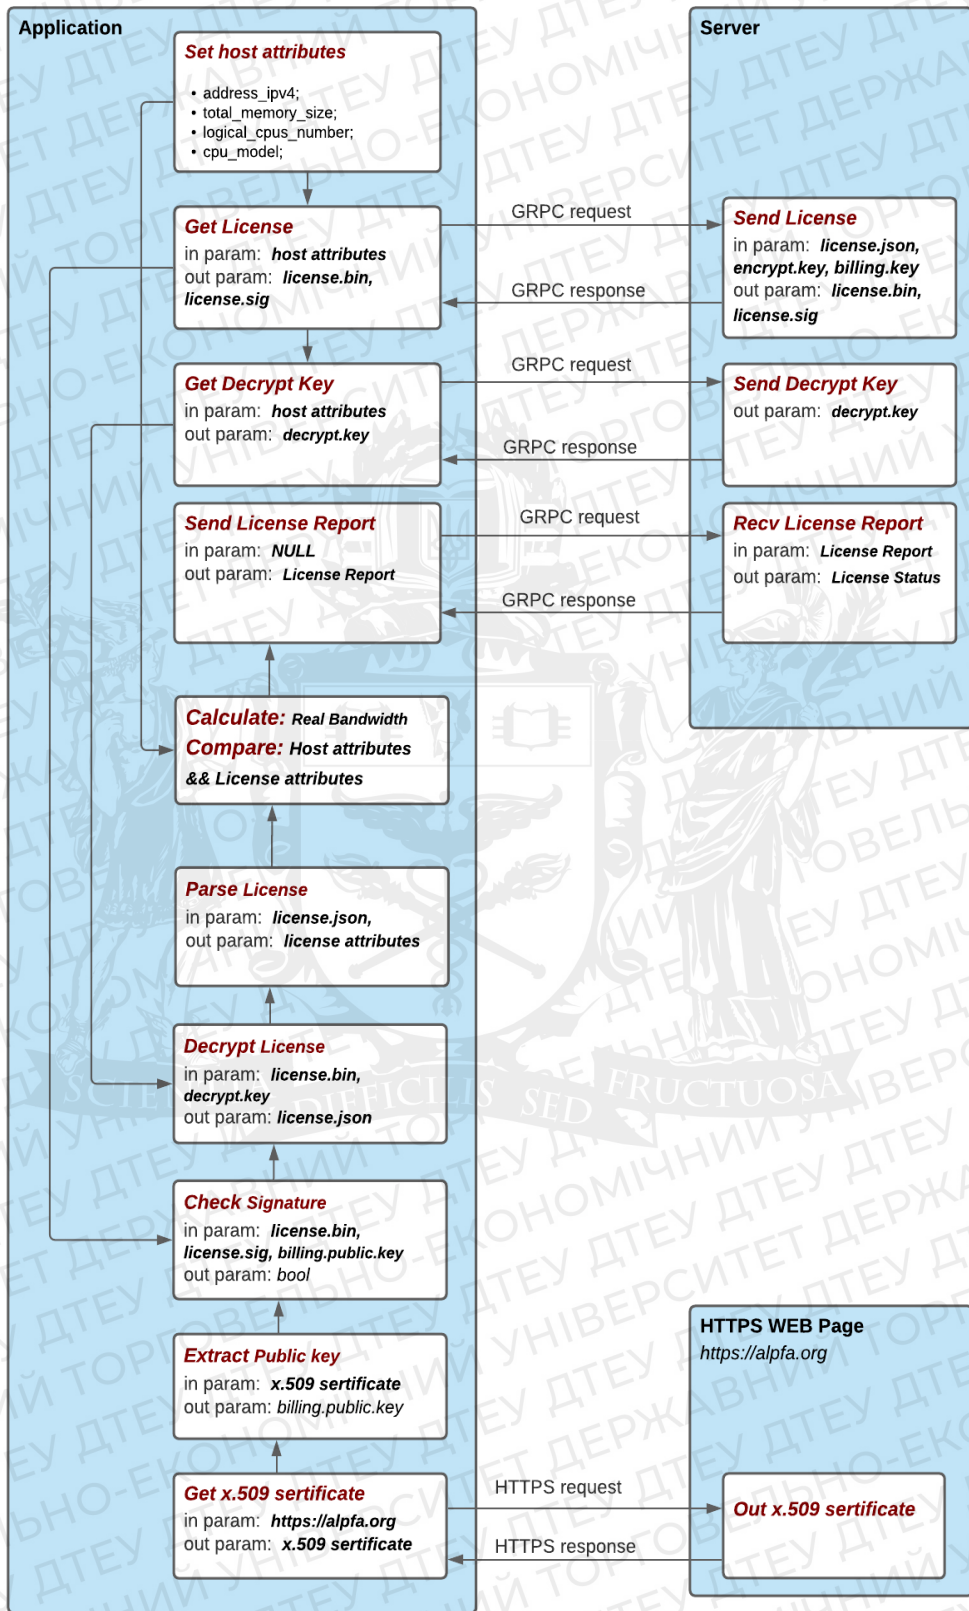 Application
Set host attributes
• address_ipv4;
• total_memory_size;
• logical_cpus_number;
• cpu_model;
Get License
in param: host attributes
out param: license.bin,
license.sig
Get Decrypt Key
in param: host attributes
out param: decrypt.key
Send License Report
in param: NULL
out param: License Report
Calculate: Real Bandwidth
Compare: Host attributes
&& License attributes
Parse License
in param: license.json,
out param: license attributes
Decrypt License
in param: license.bin,
decrypt.key
out param: license.json
Check Signature
in param: license.bin,
license.sig, billing.public.key
out param: bool
Extract Public key
in param: x.509 sertificate
out param: billing.public.key
Get x.509 sertificate
in param: https://alpfa.org
out param: x.509 sertificate
GRPC request
GRPC response
GRPC request
GRPC response
GRPC request
GRPC response
HTTPS request
HTTPS response
Server
Send License
in param: license.json,
encrypt.key, billing.key
out param: license.bin,
license.sig
Send Decrypt Key
out param: decrypt.key
Recv License Report
in param: License Report
out param: License Status
HTTPS WEB Page
https://alpfa.org
Out x.509 sertificate
DIFFICILIS SED FRUCTUOSA
ДЕРЖАВНИЙ ТОРГОВЕЛЬНО-ЕКОНОМІЧНИЙ УНІВЕРСИТЕТ ДТЕУ